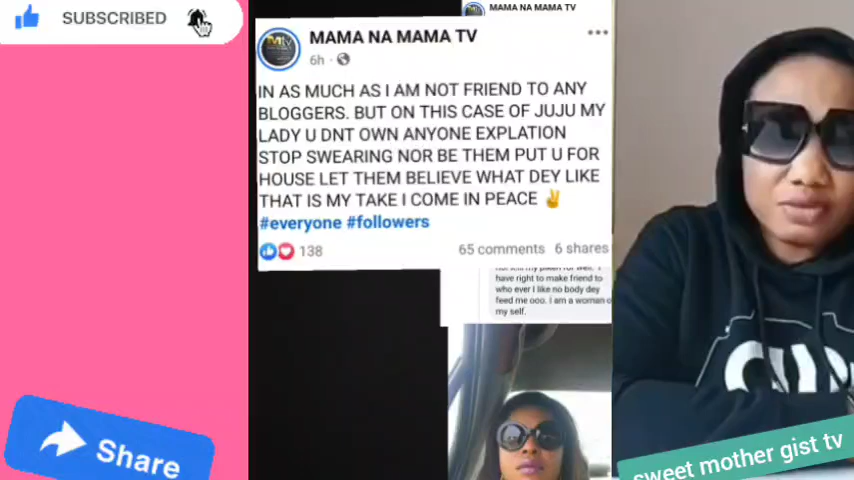 SUBSCRIBED
MAMA NA MAMA TV
MAMA NA MAMA TV
6h
IN AS MUCH AS I AM NOT FRIEND TO ANY
BLOGGERS. BUT ON THIS CASE OF JUJU MY
LADY U DNT OWN ANYONE EXPLATION
STOP SWEARING NOR BE THEM PUT U FOR
HOUSE LET THEM BELIEVE WHAT DEY LIKE
THAT IS MY TAKE I COME IN PEACE ✌
#everyone #followers
138
65 comments 6 shares
have right to make friend to
who ever I like no body dey
feed me ooo. I am a woman
my self.
Share
sweet mother gist tv